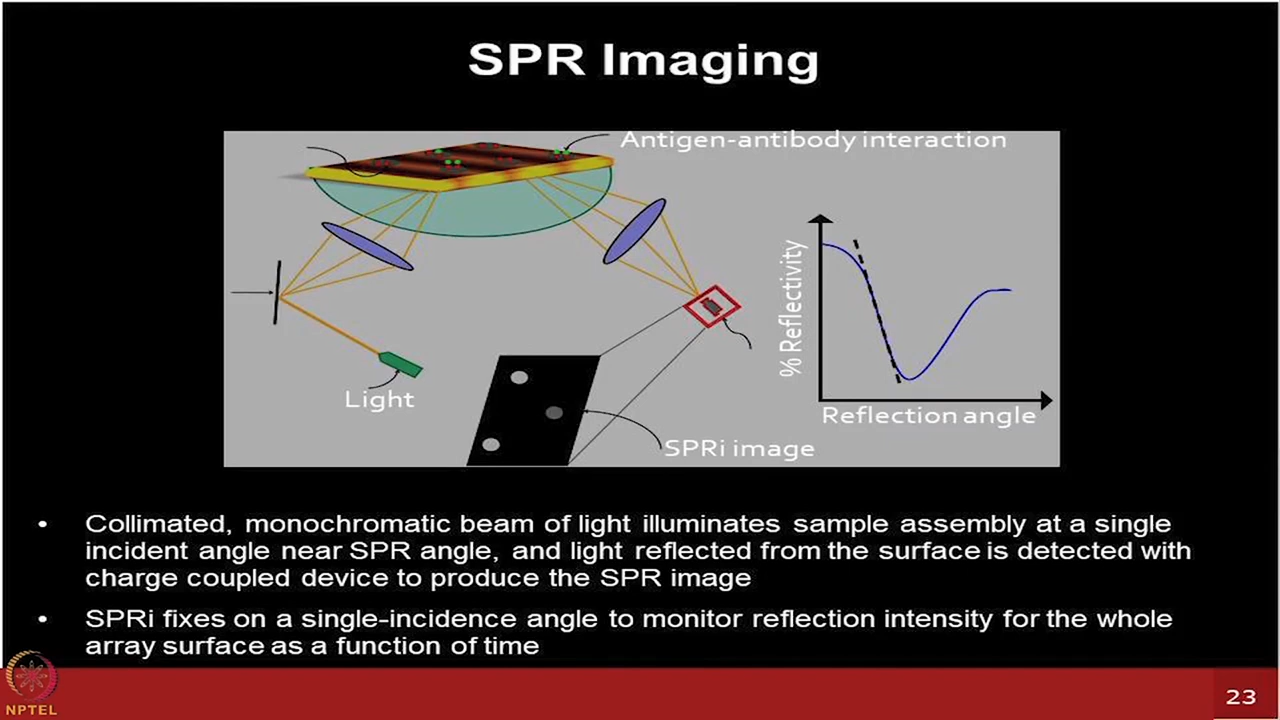 SPR Imaging
Antigen-antibody interaction
% Reflectivity
Light
Reflection angle
SPRi image
• Collimated, monochromatic beam of light illuminates sample assembly at a single
incident angle near SPR angle, and light reflected from the surface is detected with
charge coupled device to produce the SPR image
• SPRi fixes on a single-incidence angle to monitor reflection intensity for the whole
array surface as a function of time
NPTEL
23